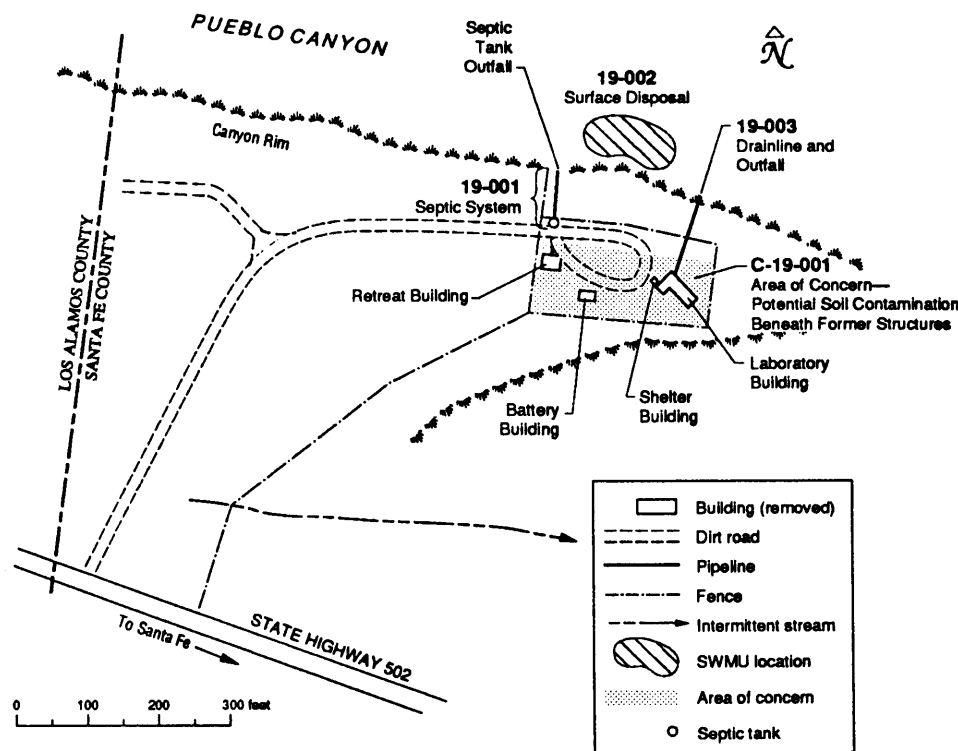 PUEBLO CANYON
Septic
Tank
Outfall
N
19-002
Surface Disposal
19-003
Drainline and
Outfall
Canyon Rim
19-001
Septic System
C-19-001
Area of Concern—
Potential Soil Contamination
Beneath Former Structures
Retreat Building
LOS ALAMOS COUNTY
SANTA FE COUNTY
Laboratory
Building
Shelter
Building
Battery
Building
Building (removed)
Dirt road
Pipeline
Fence
Intermittent stream
SWMU location
Area of concern
Septic tank
STATE HIGHWAY 502
To Santa Fe
0 100 200 300 feet